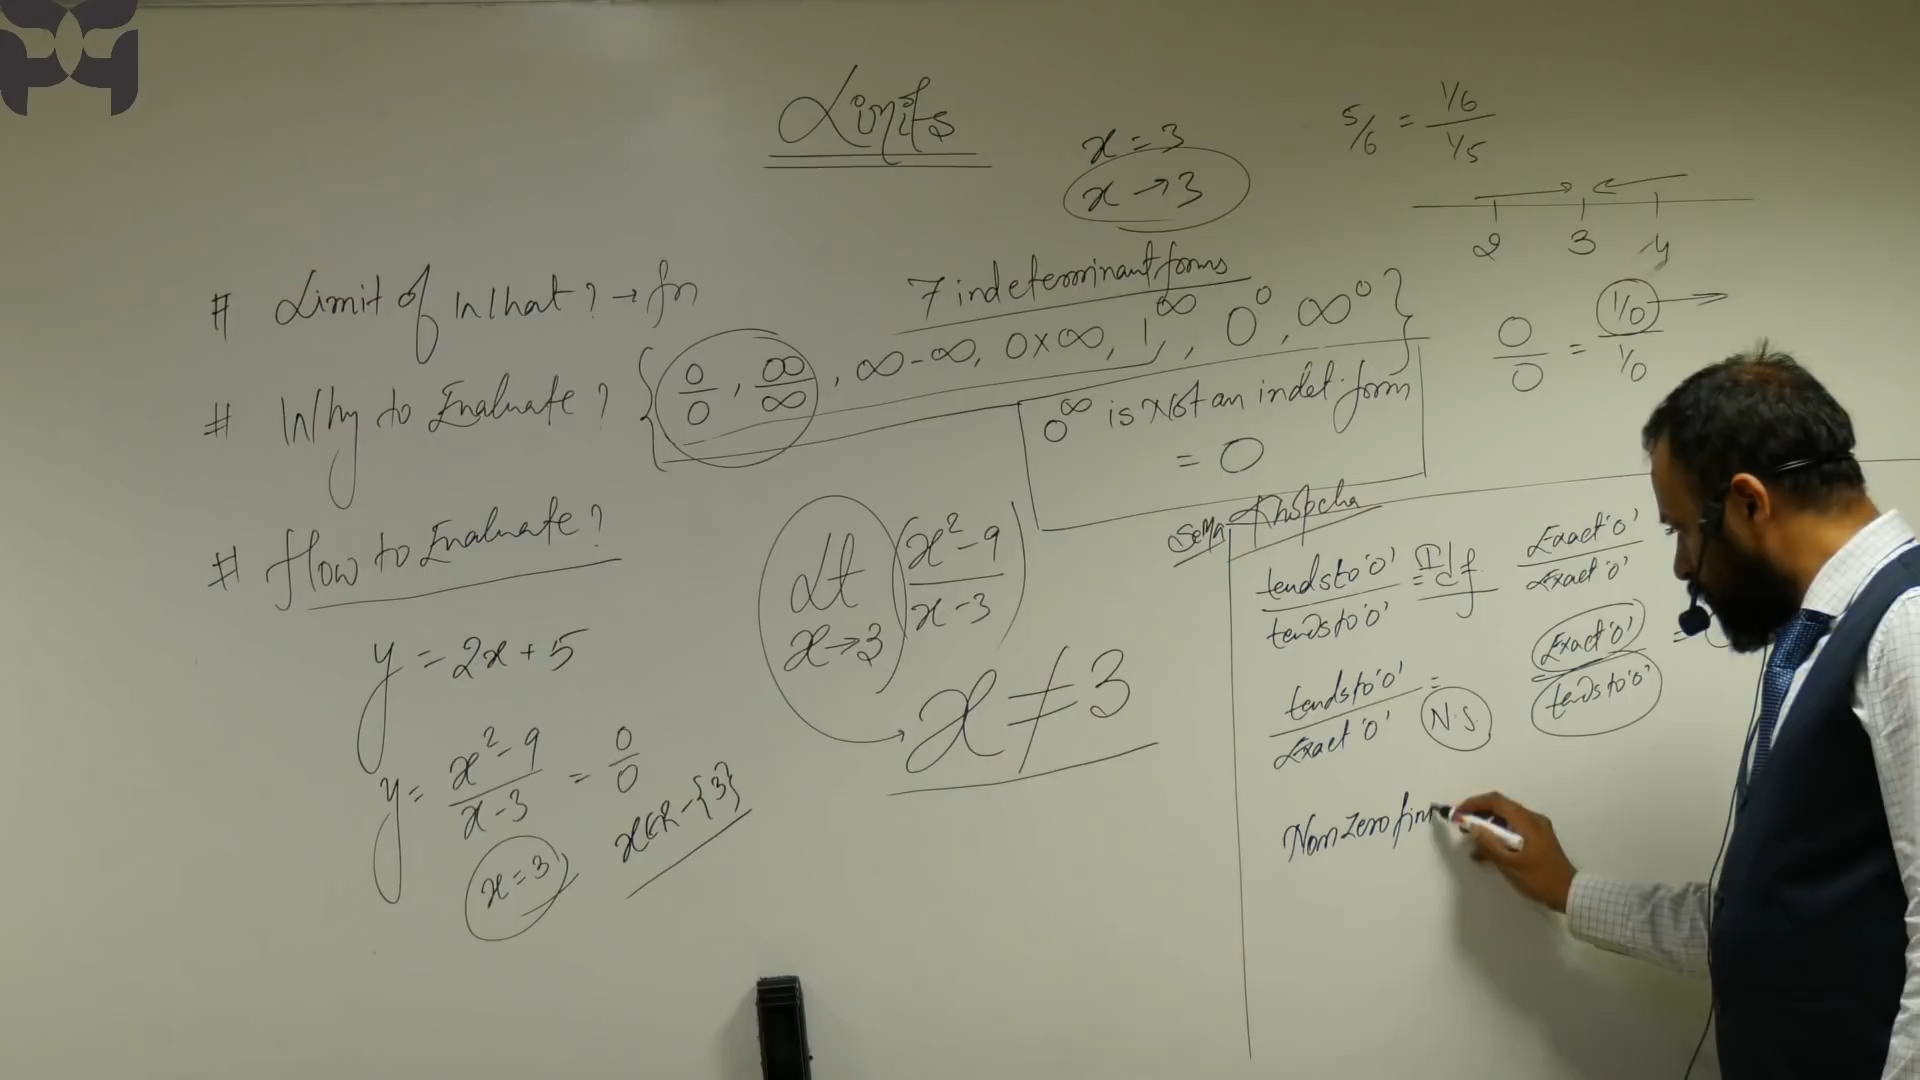 Limits
x = 3
x → 3
5/6 = 1/6 / 1/5
2 3 4
# Limit of What? → fn
7 indeterminant forms
# Why to Evaluate? { 0/0, ∞/∞, ∞-∞, 0×∞, 1^∞, 0^0, ∞^0 }
0/0 = 1/0 / 1/0
0^∞ is Not an indet. form
= 0
# How to Evaluate?
y = 2x + 5
y = x²-9 / x-3 = 0/0
x = 3
x∈R-{3}
Lt x→3 (x²-9 / x-3)
x ≠ 3
Khopcha
tends to '0' / tends to '0' = Idf
Exact '0' / Exact '0'
tends to '0' / Exact '0' = N.S.
Exact '0' / tends to '0' =
Non zero fin